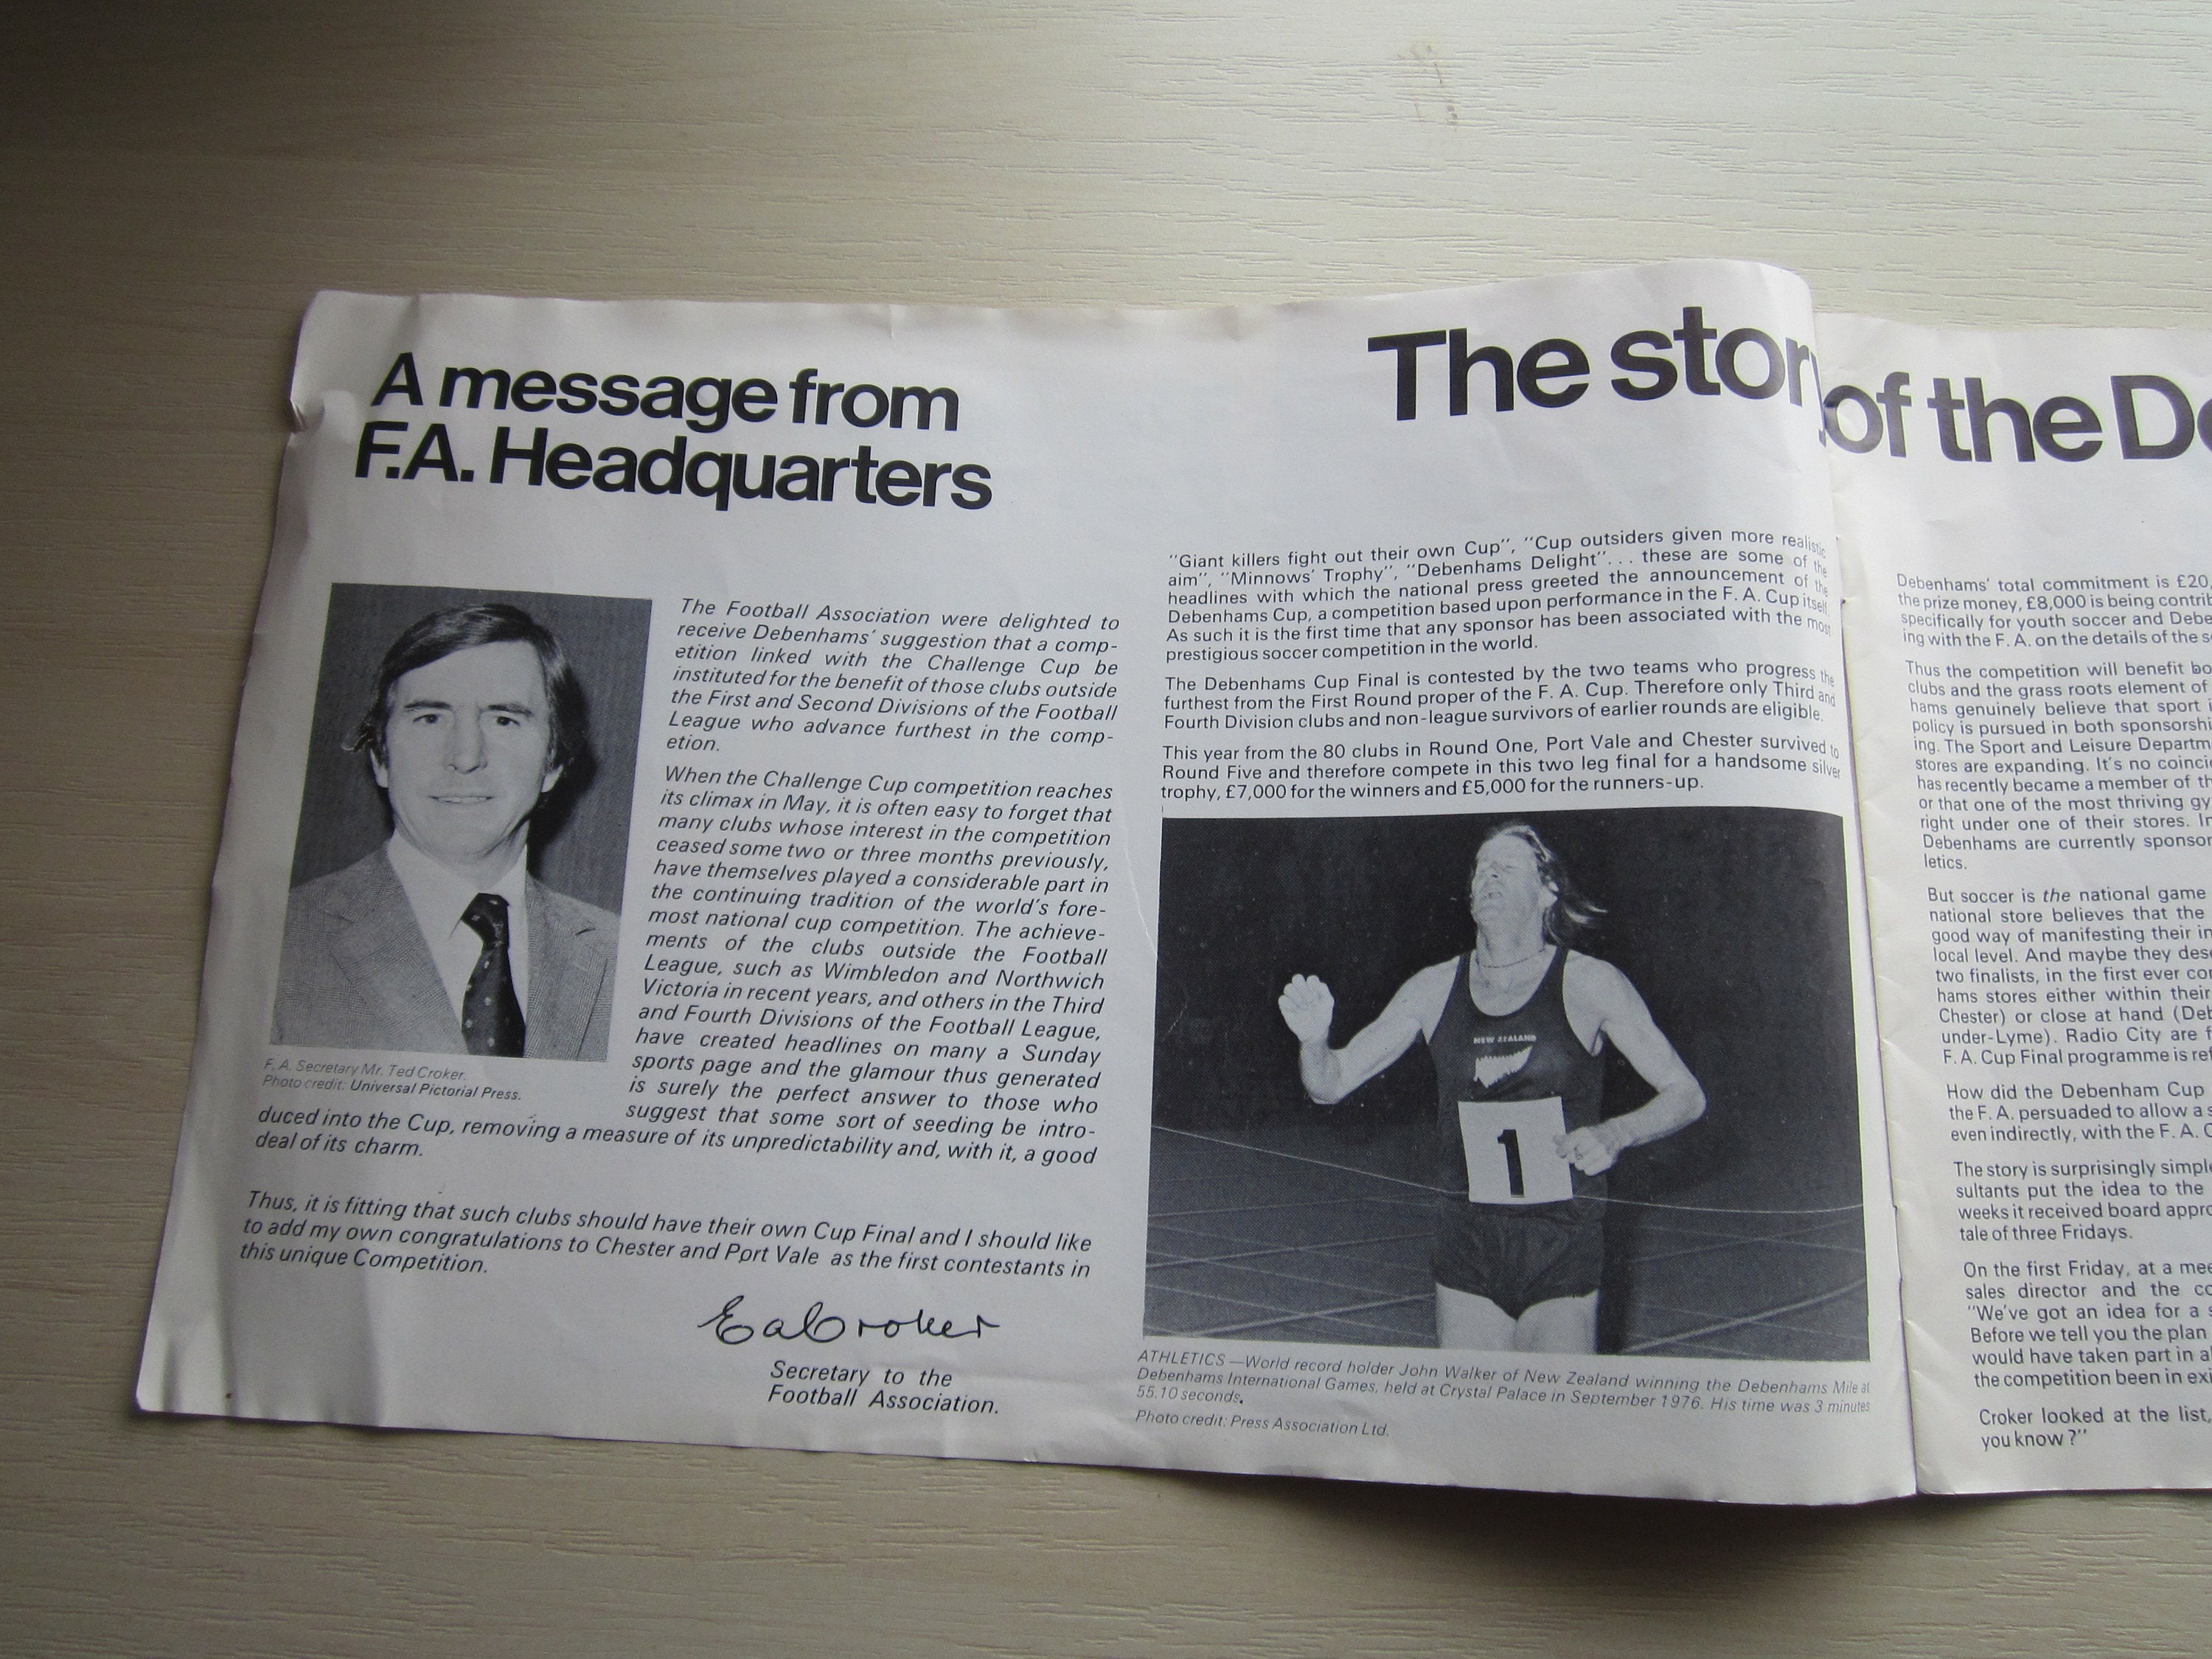 A message from
F.A. Headquarters
The Football Association were delighted to
receive Debenhams' suggestion that a comp-
etition linked with the Challenge Cup be
instituted for the benefit of those clubs outside
the First and Second Divisions of the Football
League who advance furthest in the comp-
etion.
When the Challenge Cup competition reaches
its climax in May, it is often easy to forget that
many clubs whose interest in the competition
ceased some two or three months previously,
have themselves played a considerable part in
the continuing tradition of the world's fore-
most national cup competition. The achieve-
ments of the clubs outside the Football
League, such as Wimbledon and Northwich
Victoria in recent years, and others in the Third
and Fourth Divisions of the Football League,
have created headlines on many a Sunday
sports page and the glamour thus generated
is surely the perfect answer to those who
suggest that some sort of seeding be intro-
duced into the Cup, removing a measure of its unpredictability and, with it, a good
deal of its charm.
F. A. Secretary Mr. Ted Croker.
Photo credit: Universal Pictorial Press.
Thus, it is fitting that such clubs should have their own Cup Final and I should like
to add my own congratulations to Chester and Port Vale as the first contestants in
this unique Competition.
EaCroker
Secretary to the
Football Association.
The story of the De
"Giant killers fight out their own Cup", "Cup outsiders given more realistic
aim", "Minnows' Trophy", "Debenhams Delight"... these are some of the
headlines with which the national press greeted the announcement of the
Debenhams Cup, a competition based upon performance in the F. A. Cup itself.
As such it is the first time that any sponsor has been associated with the most
prestigious soccer competition in the world.
The Debenhams Cup Final is contested by the two teams who progress the
furthest from the First Round proper of the F. A. Cup. Therefore only Third and
Fourth Division clubs and non-league survivors of earlier rounds are eligible.
This year from the 80 clubs in Round One, Port Vale and Chester survived to
Round Five and therefore compete in this two leg final for a handsome silver
trophy, £7,000 for the winners and £5,000 for the runners-up.
NEW ZEALAND
1
ATHLETICS—World record holder John Walker of New Zealand winning the Debenhams Mile at
Debenhams International Games, held at Crystal Palace in September 1976. His time was 3 minutes
55.10 seconds.
Photo credit: Press Association Ltd.
Debenhams' total commitment is £20,
the prize money, £8,000 is being contrib
specifically for youth soccer and Debe
ing with the F. A. on the details of the s
Thus the competition will benefit bo
clubs and the grass roots element of
hams genuinely believe that sport i
policy is pursued in both sponsorshi
ing. The Sport and Leisure Departm
stores are expanding. It's no coinci
has recently became a member of th
or that one of the most thriving gy
right under one of their stores. In
Debenhams are currently sponsor
letics.
But soccer is the national game
national store believes that the
good way of manifesting their in
local level. And maybe they des
two finalists, in the first ever co
hams stores either within their
Chester) or close at hand (Deb
under-Lyme). Radio City are f
F. A. Cup Final programme is ref
How did the Debenham Cup
the F. A. persuaded to allow a s
even indirectly, with the F. A. C
The story is surprisingly simple
sultants put the idea to the
weeks it received board appro
tale of three Fridays.
On the first Friday, at a mee
sales director and the co
"We've got an idea for a s
Before we tell you the plan
would have taken part in a
the competition been in exi
Croker looked at the list,
you know?"